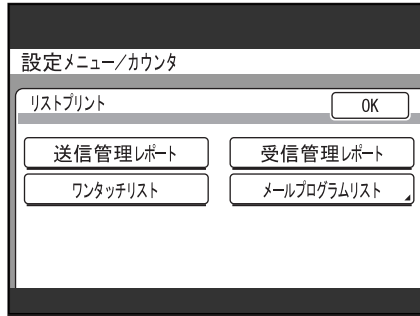 設定メニュー/カウンタ
リストプリント OK
送信管理レポート 受信管理レポート
ワンタッチリスト メールプログラムリスト